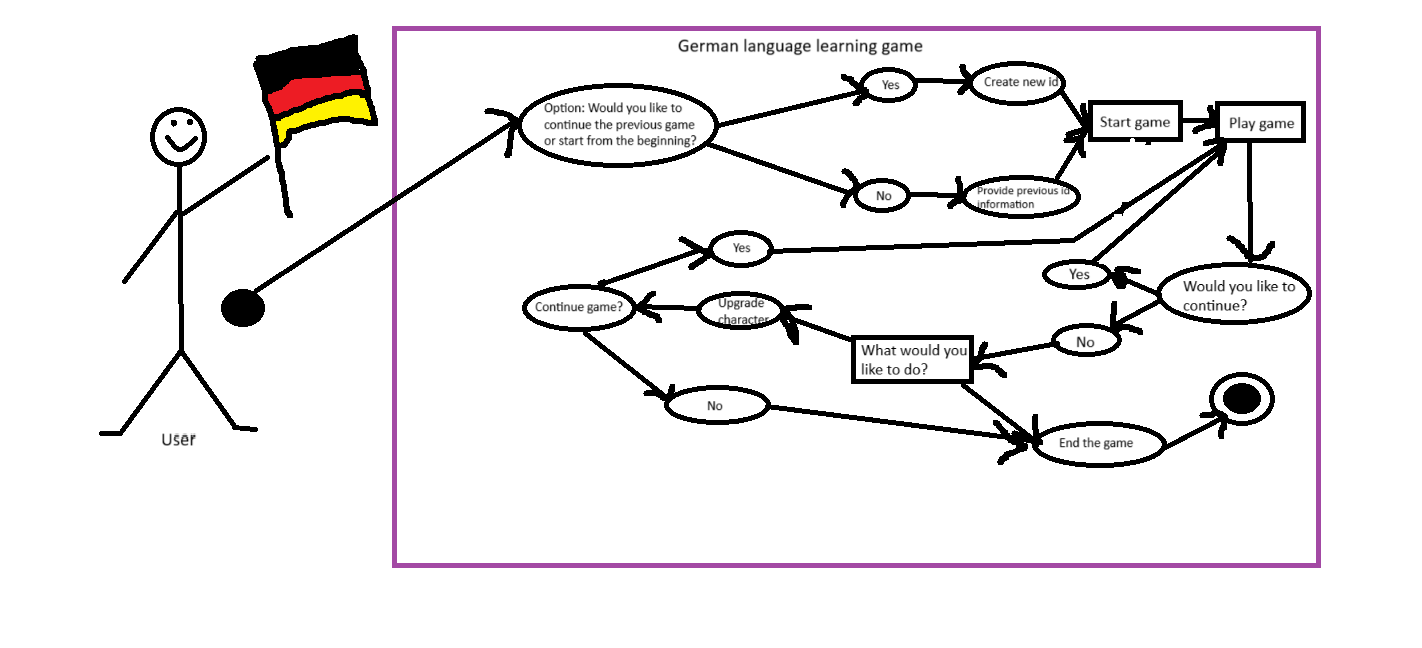 German language learning game
Option: Would you like to
continue the previous game
or start from the beginning?
Yes
Create new id
Start game
Play game
No
Provide previous id
information
Yes
Yes
Would you like to
continue?
Continue game?
Upgrade
character
No
What would you
like to do?
No
End the game
User